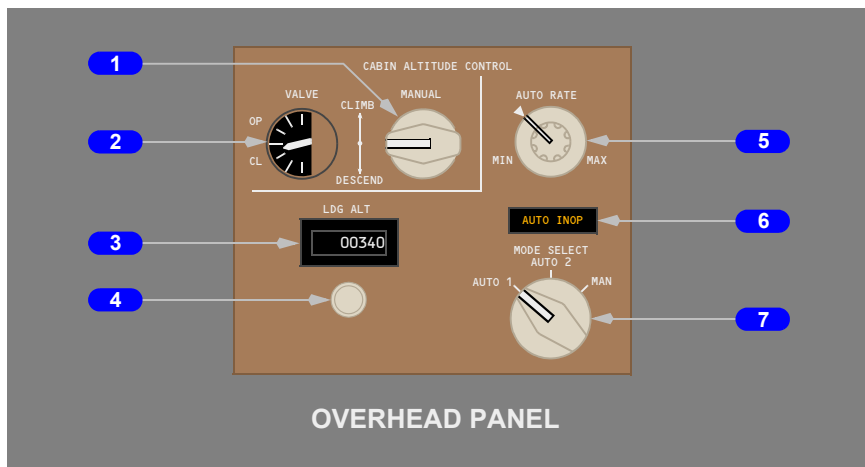 1
CABIN ALTITUDE CONTROL
VALVE
MANUAL
AUTO RATE
CLIMB
OP
2
5
CL
MIN
MAX
DESCEND
LDG ALT
AUTO INOP
6
3
00340
MODE SELECT
AUTO 2
AUTO 1
MAN
4
7
OVERHEAD PANEL